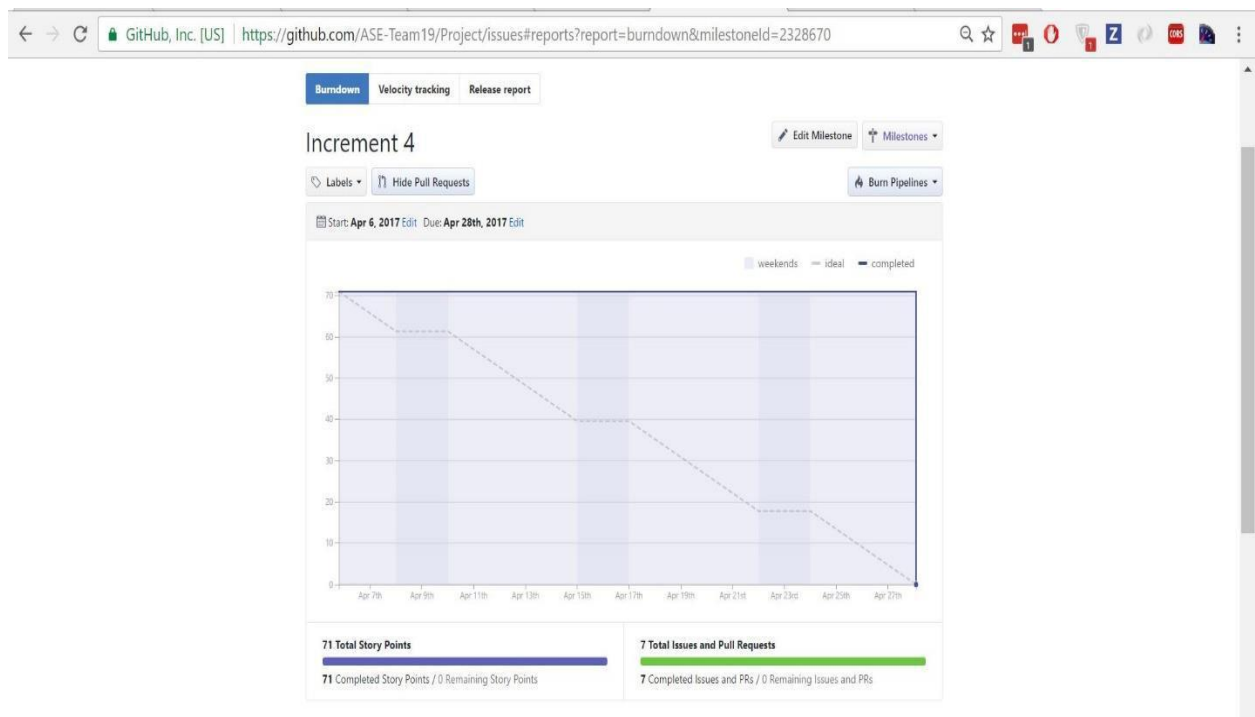 GitHub, Inc. [US] https://github.com/ASE-Team19/Project/issues#reports?report=burndown&milestoneId=2328670
1 1 Z CORS
Burndown Velocity tracking Release report
Increment 4 Edit Milestone Milestones
Labels Hide Pull Requests Burn Pipelines
Start: Apr 6, 2017 Edit Due: Apr 28th, 2017 Edit
weekends ideal completed
70
60
50
40
30
20
10
0
Apr 7th Apr 9th Apr 11th Apr 13th Apr 15th Apr 17th Apr 19th Apr 21st Apr 23rd Apr 25th Apr 27th
71 Total Story Points 7 Total Issues and Pull Requests
71 Completed Story Points / 0 Remaining Story Points 7 Completed Issues and PRs / 0 Remaining Issues and PRs